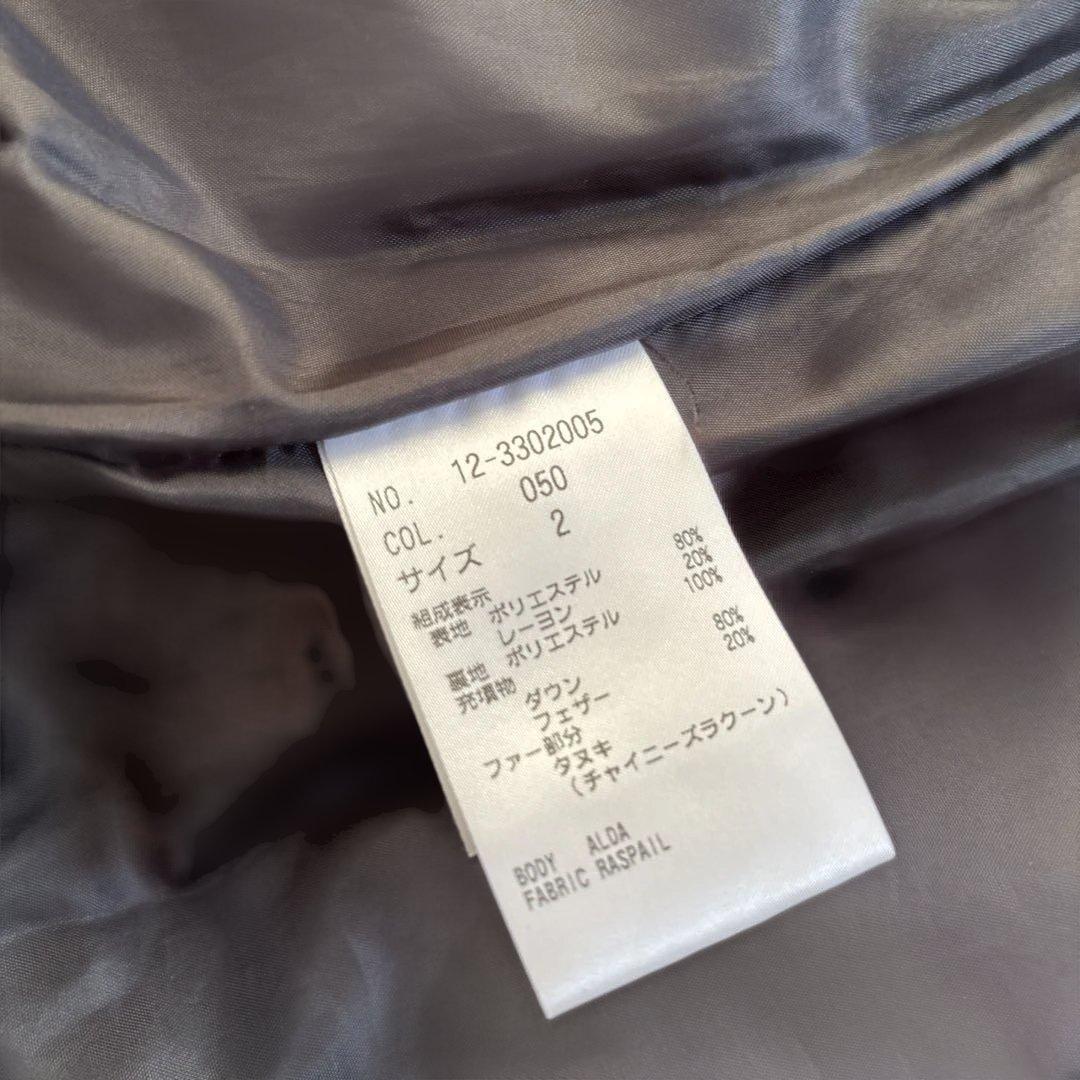 NO. 12-3302005
COL. 050
サイズ 2
組成表示
表地 ポリエステル 80%
レーヨン 20%
裏地 ポリエステル 100%
充填物
ダウン 80%
フェザー 20%
ファー部分
タヌキ
(チャイニーズラクーン)
BODY ALDA
FABRIC RASPAIL